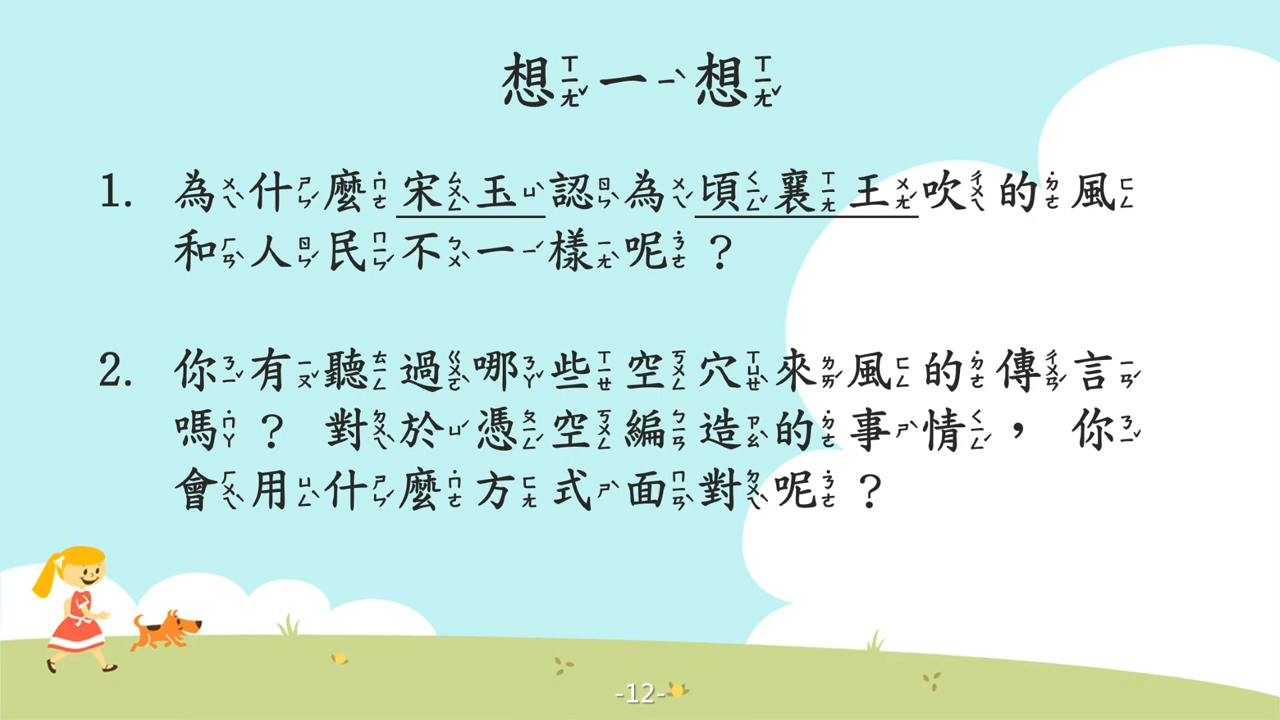 想一想
1. 為什麼宋玉認為頃襄王吹的風
和人民不一樣呢？
2. 你有聽過哪些空穴來風的傳言
嗎？對於憑空編造的事情，你
會用什麼方式面對呢？
-12-